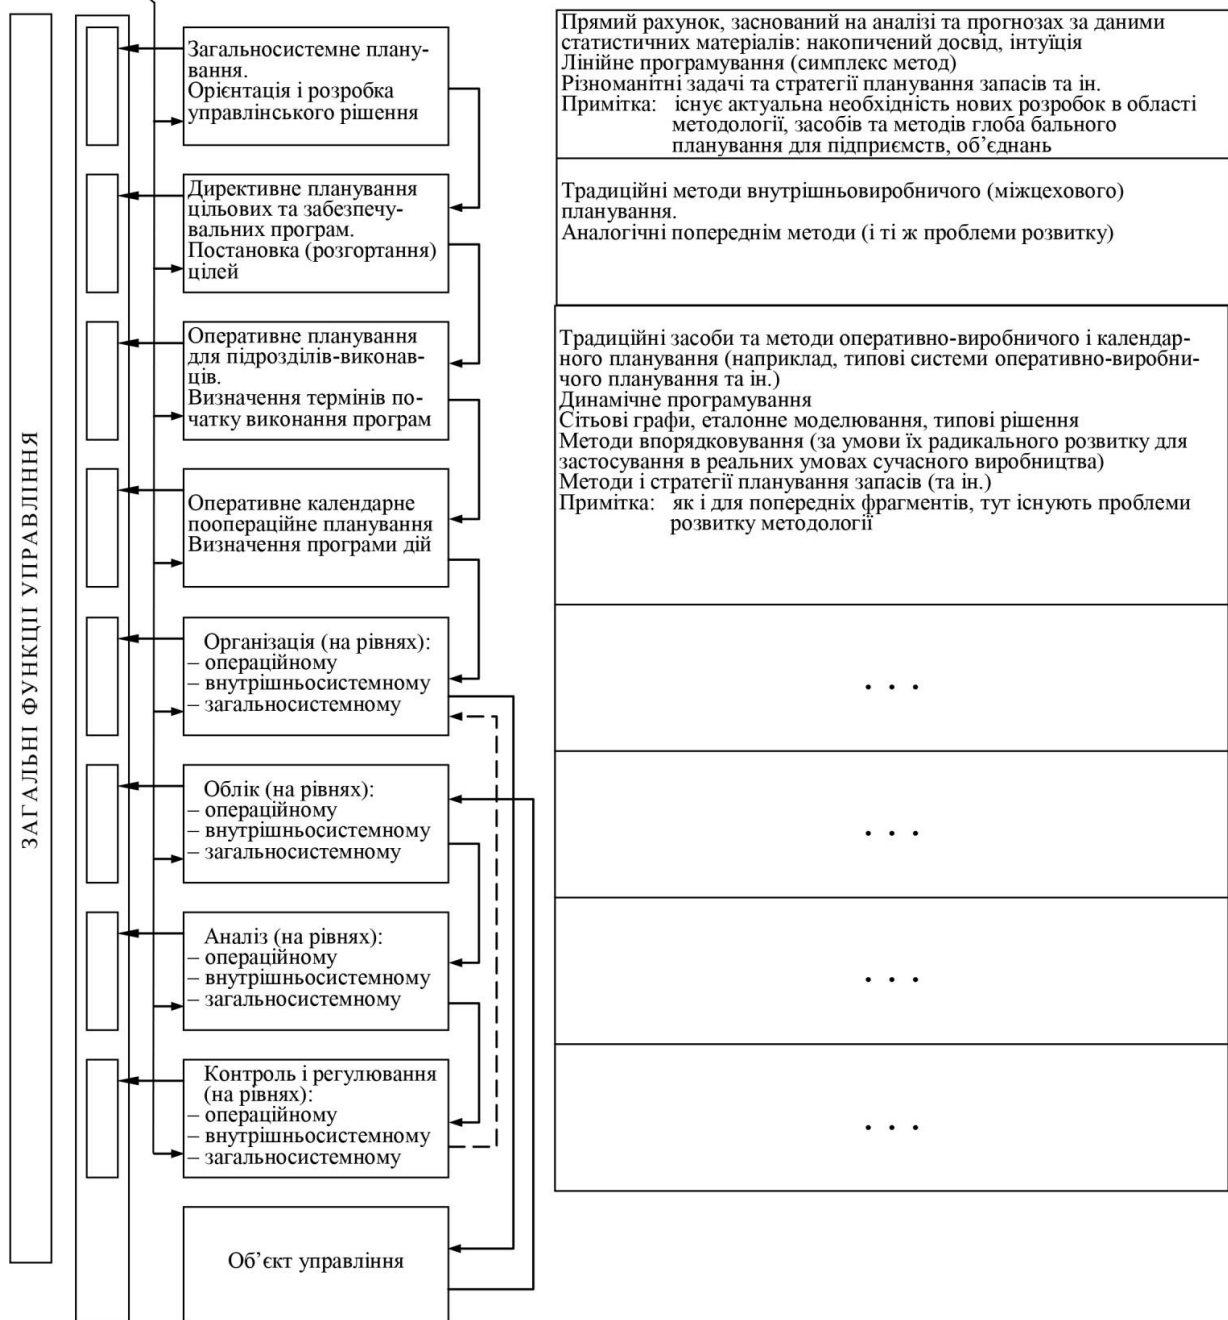 ЗАГАЛЬНІ ФУНКЦІЇ УПРАВЛІННЯ
Загальносистемне плану-
вання.
Орієнтація і розробка
управлінського рішення
Прямий рахунок, заснований на аналізі та прогнозах за даними
статистичних матеріалів: накопичений досвід, інтуїція
Лінійне програмування (симплекс метод)
Різноманітні задачі та стратегії планування запасів та ін.
Примітка: існує актуальна необхідність нових розробок в області
методології, засобів та методів глоба бального
планування для підприємств, об’єднань
Директивне планування
цільових та забезпечу-
вальних програм.
Постановка (розгортання)
цілей
Традиційні методи внутрішньовиробничого (міжцехового)
планування.
Аналогічні попереднім методи (і ті ж проблеми розвитку)
Оперативне планування
для підрозділів-виконав-
ців.
Визначення термінів по-
чатку виконання програм
Оперативне календарне
поопераційне планування
Визначення програми дій
Традиційні засоби та методи оперативно-виробничого і календар-
ного планування (наприклад, типові системи оперативно-виробни-
чого планування та ін.)
Динамічне програмування
Сітьові графи, еталонне моделювання, типові рішення
Методи впорядковування (за умови їх радикального розвитку для
застосування в реальних умовах сучасного виробництва)
Методи і стратегії планування запасів (та ін.)
Примітка: як і для попередніх фрагментів, тут існують проблеми
розвитку методології
Організація (на рівнях):
– операційному
– внутрішньосистемному
– загальносистемному
. . .
Облік (на рівнях):
– операційному
– внутрішньосистемному
– загальносистемному
. . .
Аналіз (на рівнях):
– операційному
– внутрішньосистемному
– загальносистемному
. . .
Контроль і регулювання
(на рівнях):
– операційному
– внутрішньосистемному
– загальносистемному
. . .
Об’єкт управління